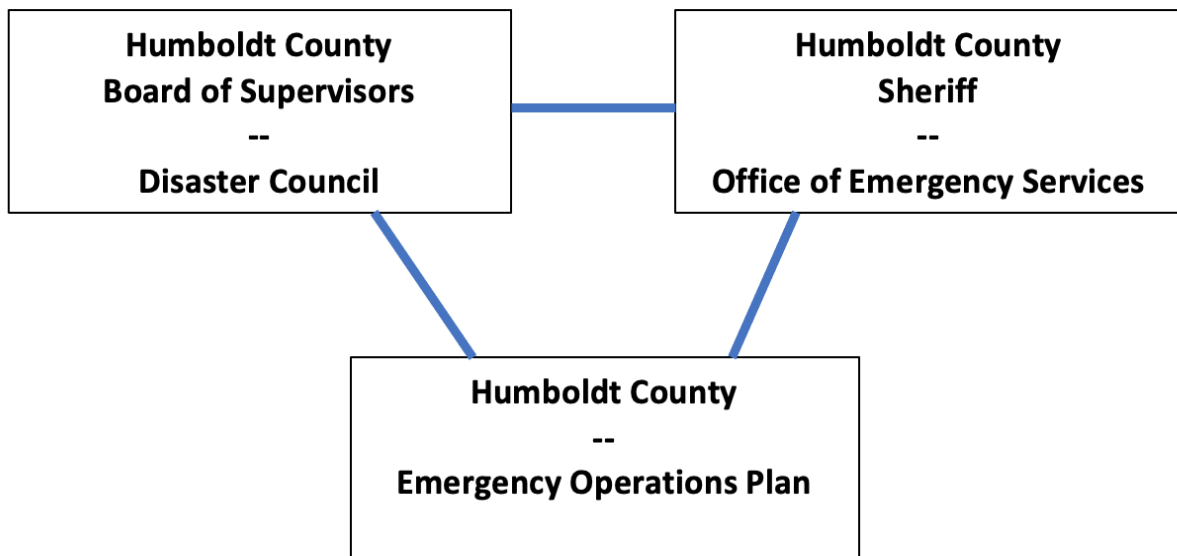 Humboldt County
Board of Supervisors
--
Disaster Council
Humboldt County
Sheriff
--
Office of Emergency Services
Humboldt County
--
Emergency Operations Plan